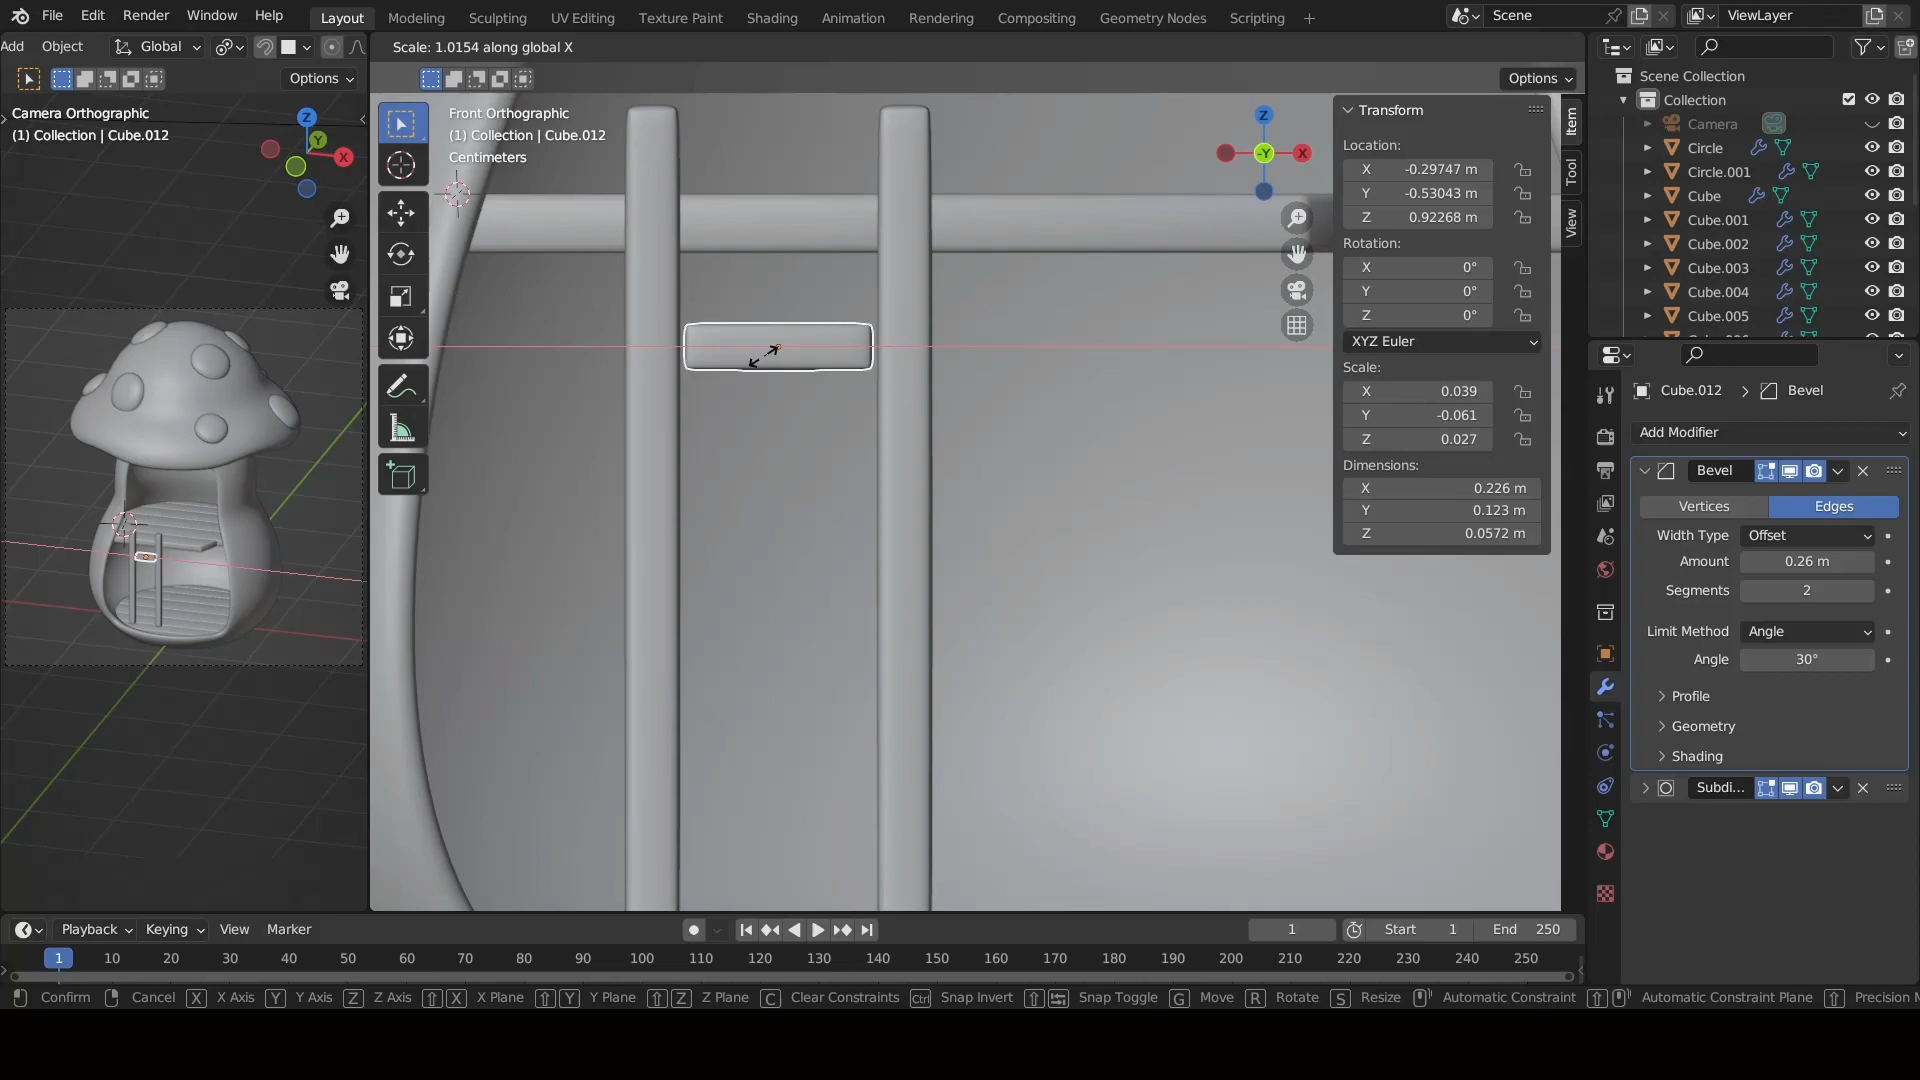 File Edit Render Window Help Layout Modeling Sculpting UV Editing Texture Paint Shading Animation Rendering Compositing Geometry Nodes Scripting + Scene ViewLayer
Add Object Global Scale: 1.0154 along global X
Options Options
Camera Orthographic
(1) Collection | Cube.012
Z
Y
X
Front Orthographic
(1) Collection | Cube.012
Centimeters
Z
-Y
X
Transform
Location:
X -0.29747 m
Y -0.53043 m
Z 0.92268 m
Rotation:
X 0°
Y 0°
Z 0°
XYZ Euler
Scale:
X 0.039
Y -0.061
Z 0.027
Dimensions:
X 0.226 m
Y 0.123 m
Z 0.0572 m
Item
Tool
View
Scene Collection
Collection
Camera
Circle
Circle.001
Cube
Cube.001
Cube.002
Cube.003
Cube.004
Cube.005
Cube.012 > Bevel
Add Modifier
Bevel
Vertices Edges
Width Type Offset
Amount 0.26 m
Segments 2
Limit Method Angle
Angle 30°
Profile
Geometry
Shading
Subdi...
Playback Keying View Marker 1 Start 1 End 250
1 10 20 30 40 50 60 70 80 90 100 110 120 130 140 150 160 170 180 190 200 210 220 230 240 250
Confirm Cancel X X Axis Y Y Axis Z Z Axis X X Plane Y Y Plane Z Z Plane C Clear Constraints Ctrl Snap Invert Snap Toggle G Move R Rotate S Resize Automatic Constraint Automatic Constraint Plane Precision M